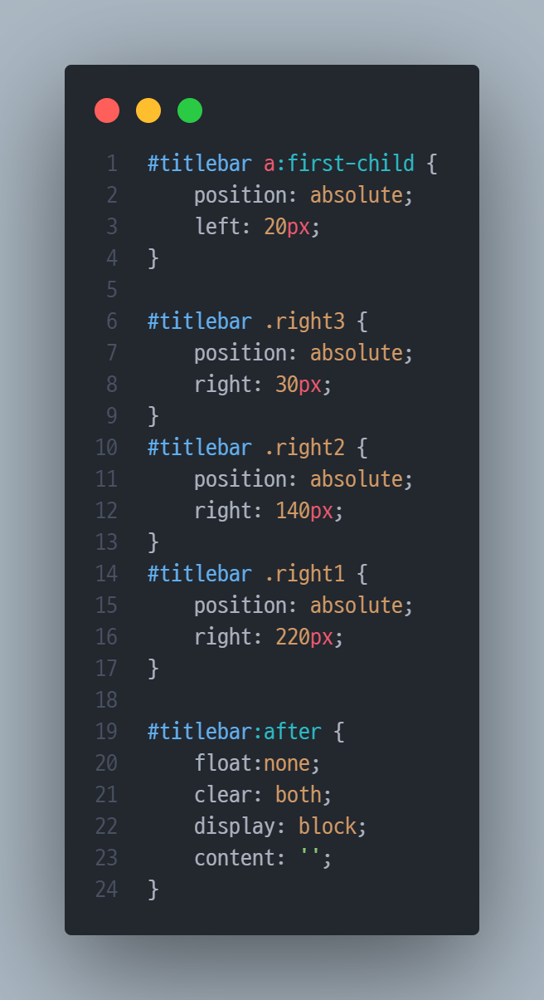 1 #titlebar a:first-child {
2     position: absolute;
3     left: 20px;
4 }
5
6 #titlebar .right3 {
7     position: absolute;
8     right: 30px;
9 }
10 #titlebar .right2 {
11     position: absolute;
12     right: 140px;
13 }
14 #titlebar .right1 {
15     position: absolute;
16     right: 220px;
17 }
18
19 #titlebar:after {
20     float:none;
21     clear: both;
22     display: block;
23     content: '';
24 }